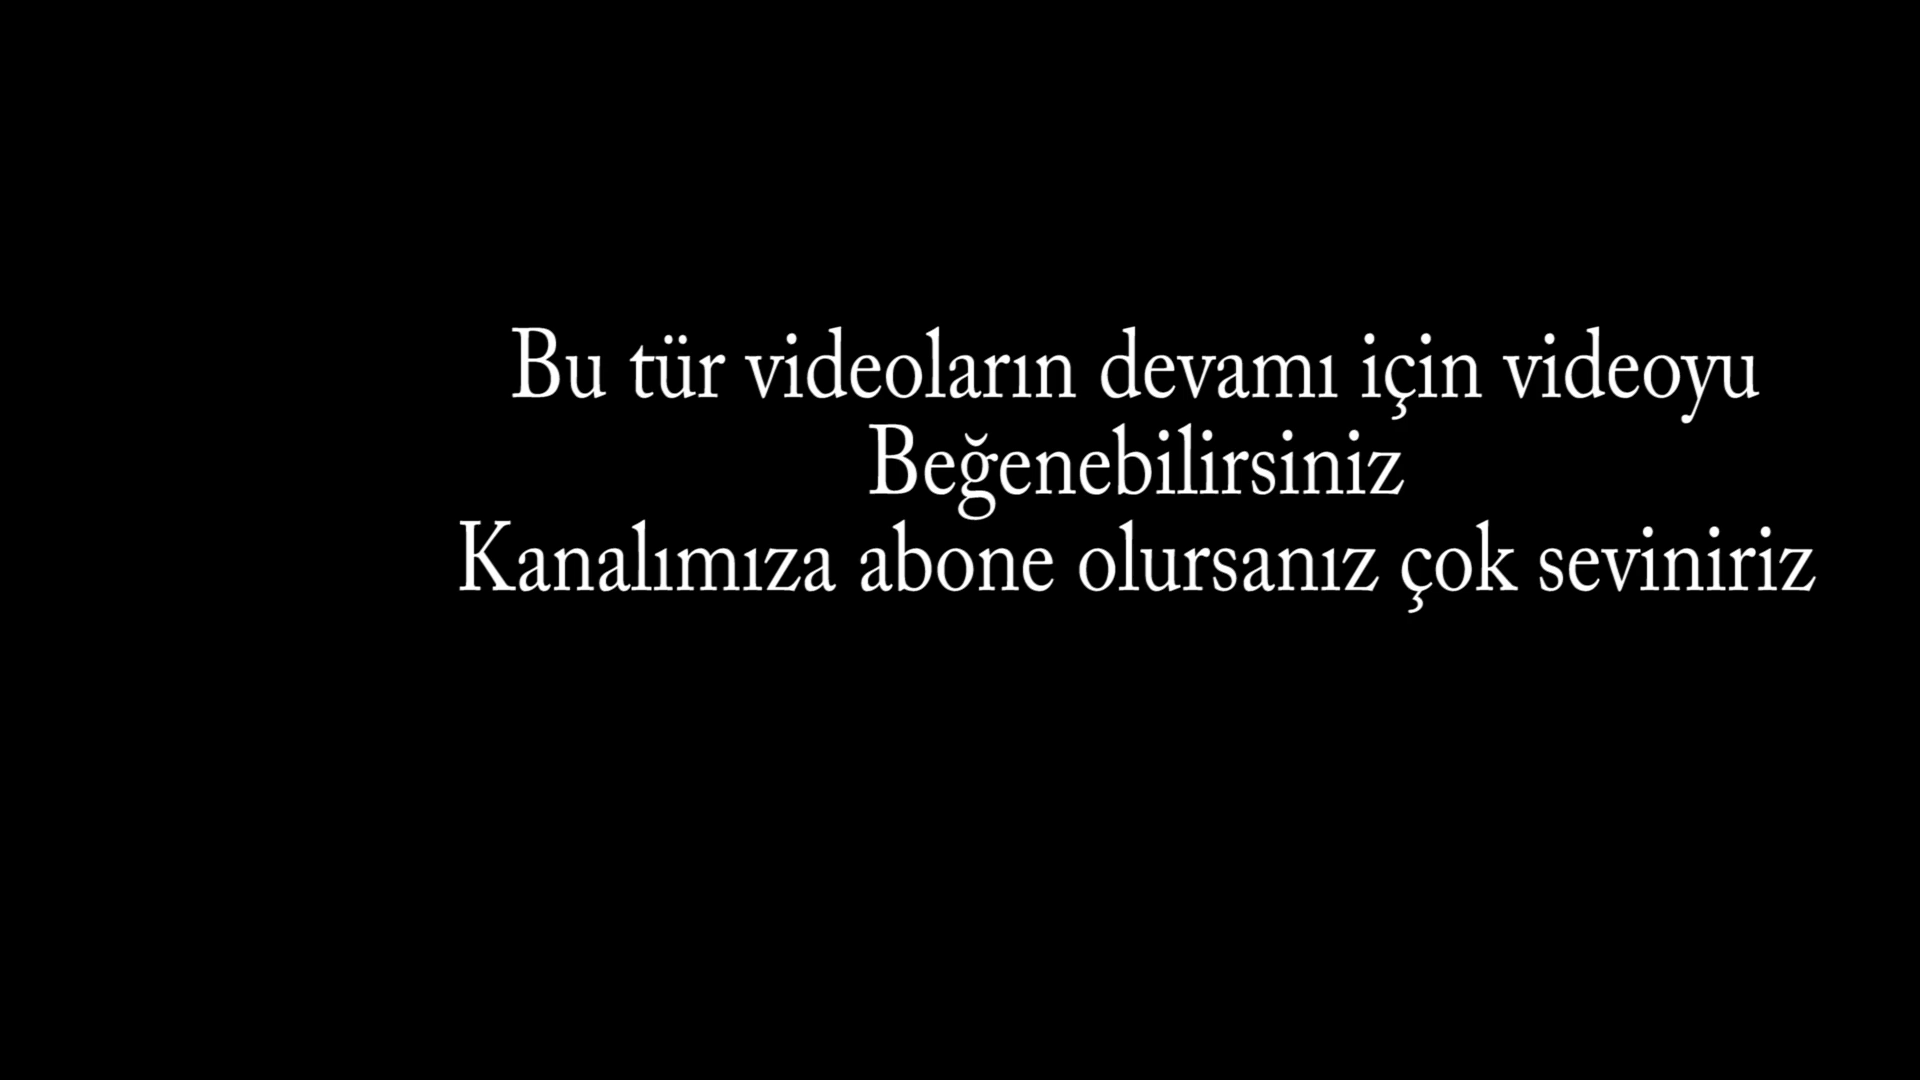 Bu tür videoların devamı için videoyu
Beğenebilirsiniz
Kanalımıza abone olursanız çok seviniriz